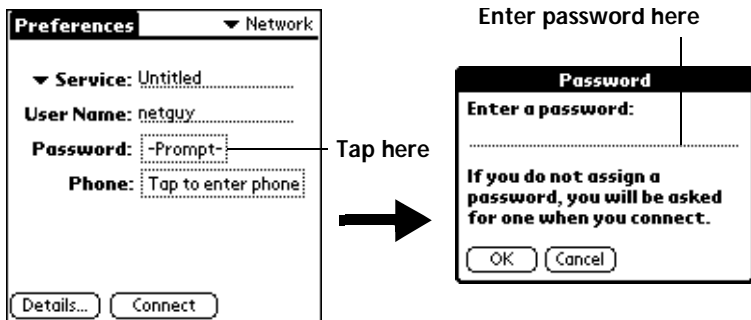 Preferences
Network
Service: Untitled
User Name: netguy
Password: -Prompt-
Phone: Tap to enter phone
Details... Connect
Tap here
Enter password here
Password
Enter a password:
If you do not assign a
password, you will be asked
for one when you connect.
OK Cancel